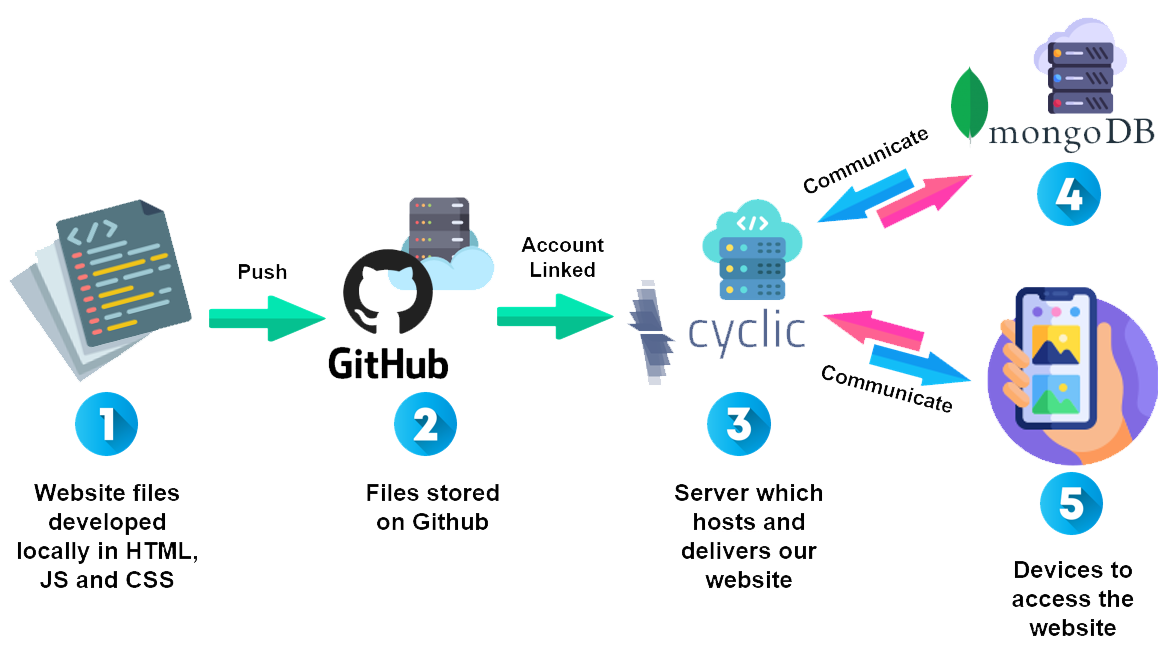 mongoDB
Communicate
4
</>
</>
Push
Account
Linked
GitHub
cyclic
Communicate
1
2
3
Website files
developed
locally in HTML,
JS and CSS
Files stored
on Github
Server which
hosts and
delivers our
website
5
Devices to
access the
website